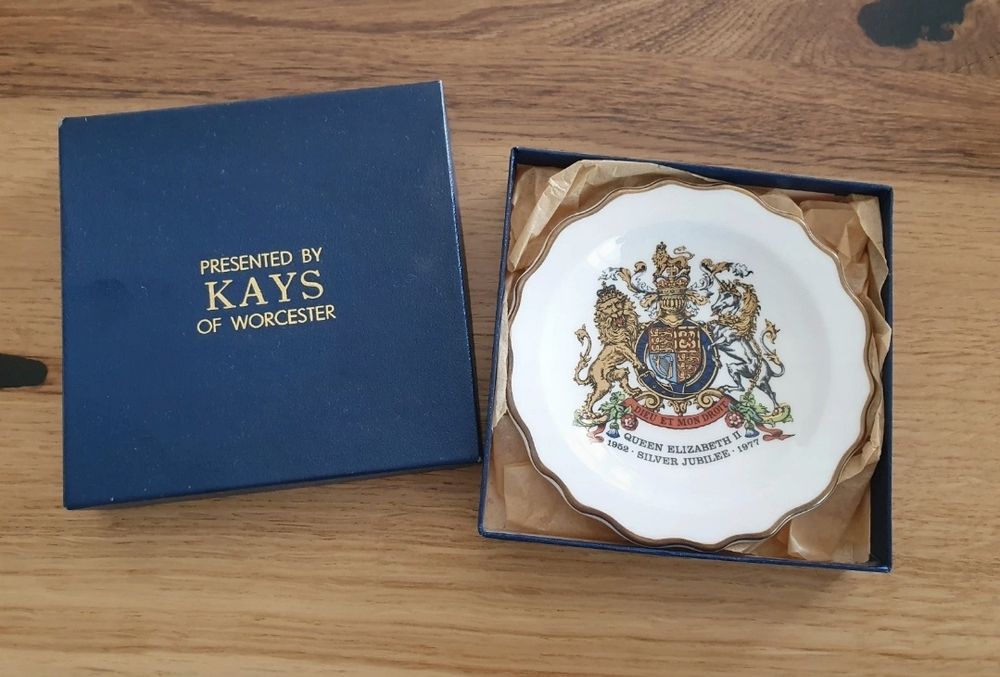 PRESENTED BY
KAYS
OF WORCESTER
DIEU ET MON DROIT
QUEEN ELIZABETH II
1952 · SILVER JUBILEE · 1977